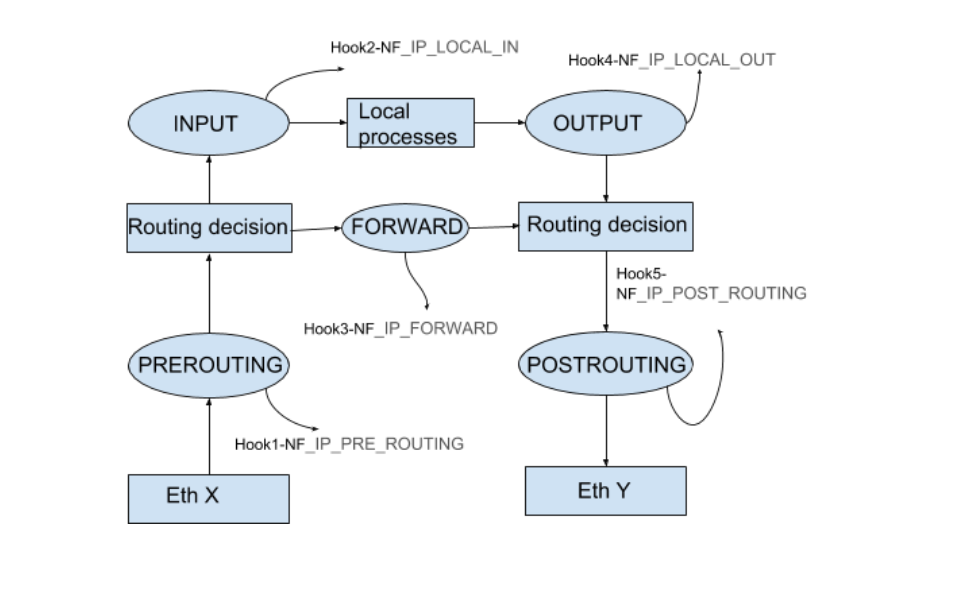 Hook2-NF_IP_LOCAL_IN
Hook4-NF_IP_LOCAL_OUT
INPUT
Local
processes
OUTPUT
Routing decision
FORWARD
Routing decision
Hook5-
NF_IP_POST_ROUTING
Hook3-NF_IP_FORWARD
PREROUTING
POSTROUTING
Hook1-NF_IP_PRE_ROUTING
Eth X
Eth Y